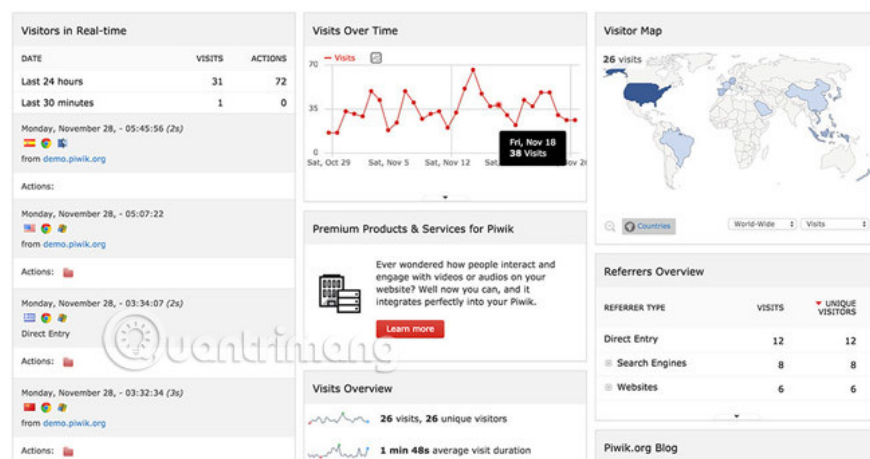 Visitors in Real-time
DATE VISITS ACTIONS
Last 24 hours 31 72
Last 30 minutes 1 0
Monday, November 28, - 05:45:56 (2s)
from demo.piwik.org
Actions:
Monday, November 28, - 05:07:22
from demo.piwik.org
Actions:
Monday, November 28, - 03:34:07 (2s)
Direct Entry
Actions:
Monday, November 28, - 03:32:34 (3s)
from demo.piwik.org
Actions:
Visits Over Time
Visits
70
35
0
Fri, Nov 18
38 Visits
Sat, Oct 29 Sat, Nov 5 Sat, Nov 12
Premium Products & Services for Piwik
Ever wondered how people interact and
engage with videos or audios on your
website? Well now you can, and it
integrates perfectly into your Piwik.
Learn more
Visits Overview
26 visits, 26 unique visitors
1 min 48s average visit duration
Visitor Map
26 visits
Countries World-Wide Visits
Referrers Overview
REFERRER TYPE VISITS UNIQUE
VISITORS
Direct Entry 12 12
Search Engines 8 8
Websites 6 6
Piwik.org Blog
Quantrimang